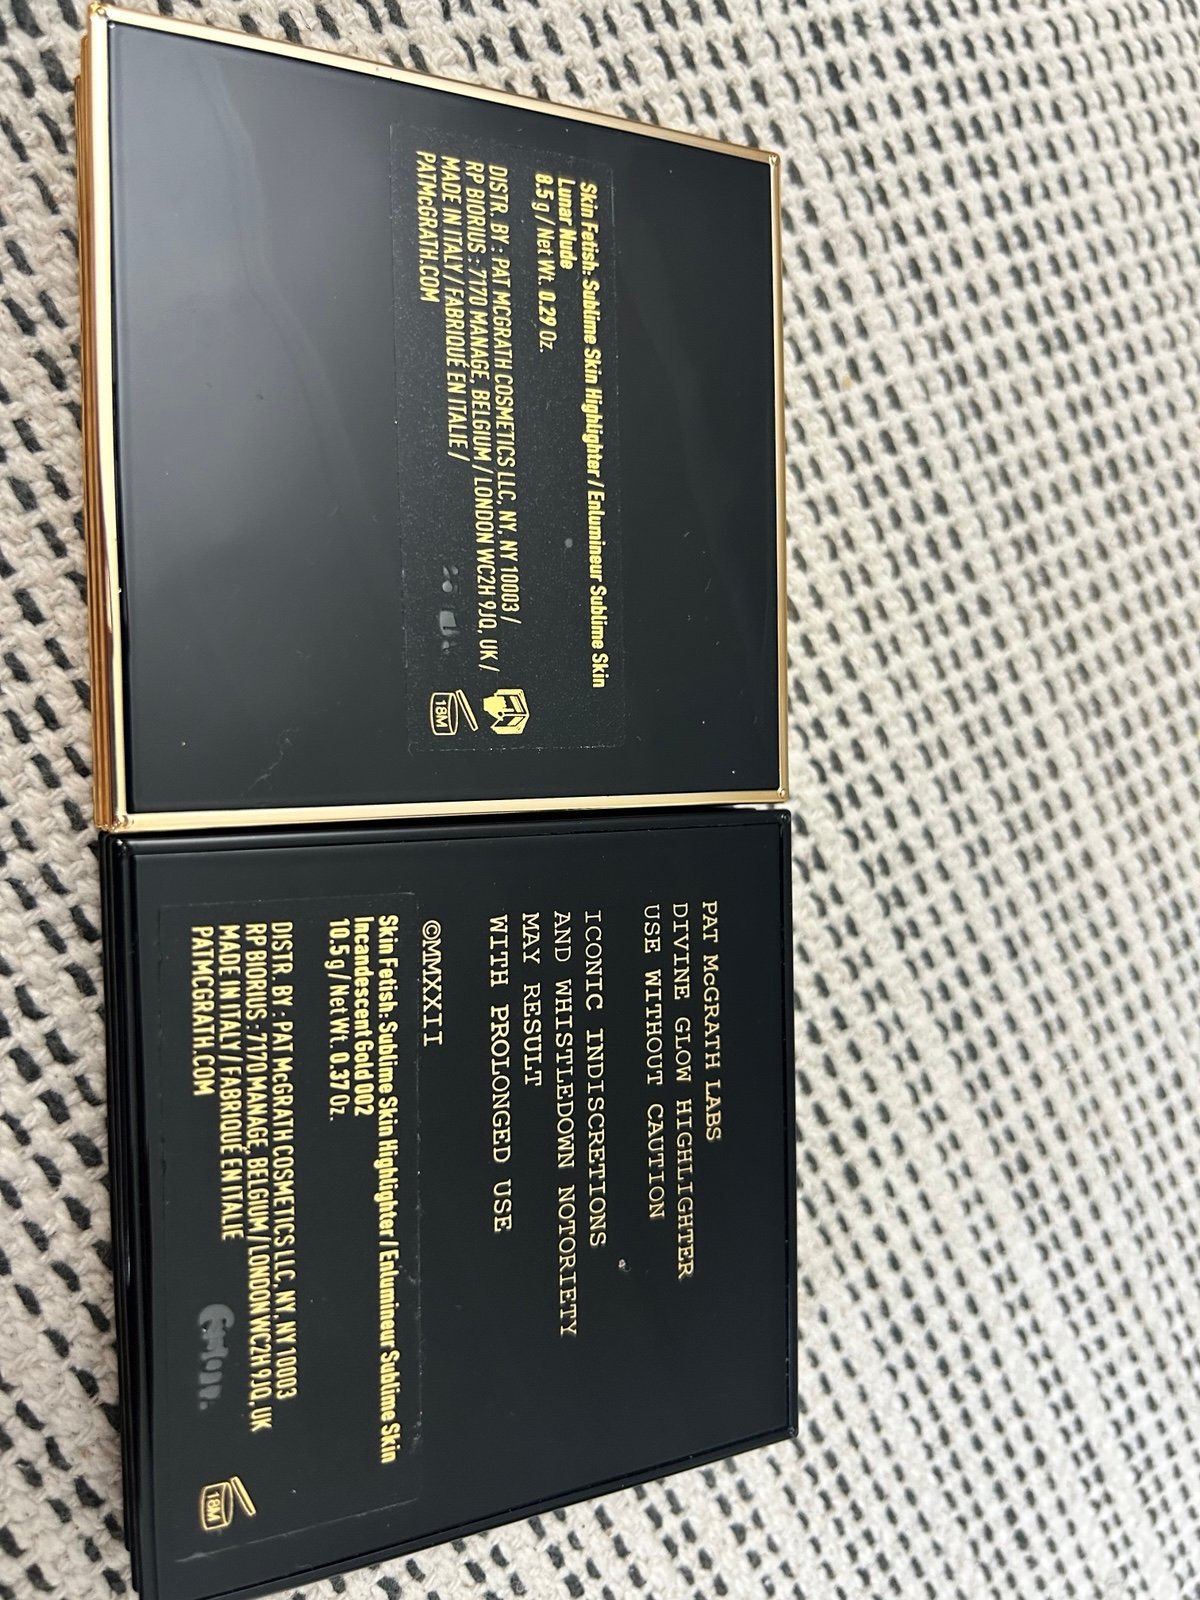 Skin Fetish: Sublime Skin Highlighter / Enlumineur Sublime Skin
Lunar Nude
8.5 g / Net Wt. 0.29 Oz.
DISTR. BY : PAT MCGRATH COSMETICS LLC, NY, NY 10003 /
RP BIORIUS : 7170 MANAGE, BELGIUM / LONDON WC2H 9JQ, UK /
MADE IN ITALY / FABRIQUÉ EN ITALIE /
PATMcGRATH.COM
18M
PAT McGRATH LABS
DIVINE GLOW HIGHLIGHTER
USE WITHOUT CAUTION
ICONIC INDISCRETIONS
AND WHISTLEDOWN NOTORIETY
MAY RESULT
WITH PROLONGED USE
©MMXXII
Skin Fetish: Sublime Skin Highlighter / Enlumineur Sublime Skin
Incandescent Gold 002
10.5 g / Net Wt. 0.37 Oz.
DISTR. BY : PAT McGRATH COSMETICS LLC, NY, NY 10003
RP BIORIUS : 7170 MANAGE, BELGIUM / LONDON WC2H 9JQ, UK
MADE IN ITALY / FABRIQUÉ EN ITALIE
PATMCGRATH.COM
18M